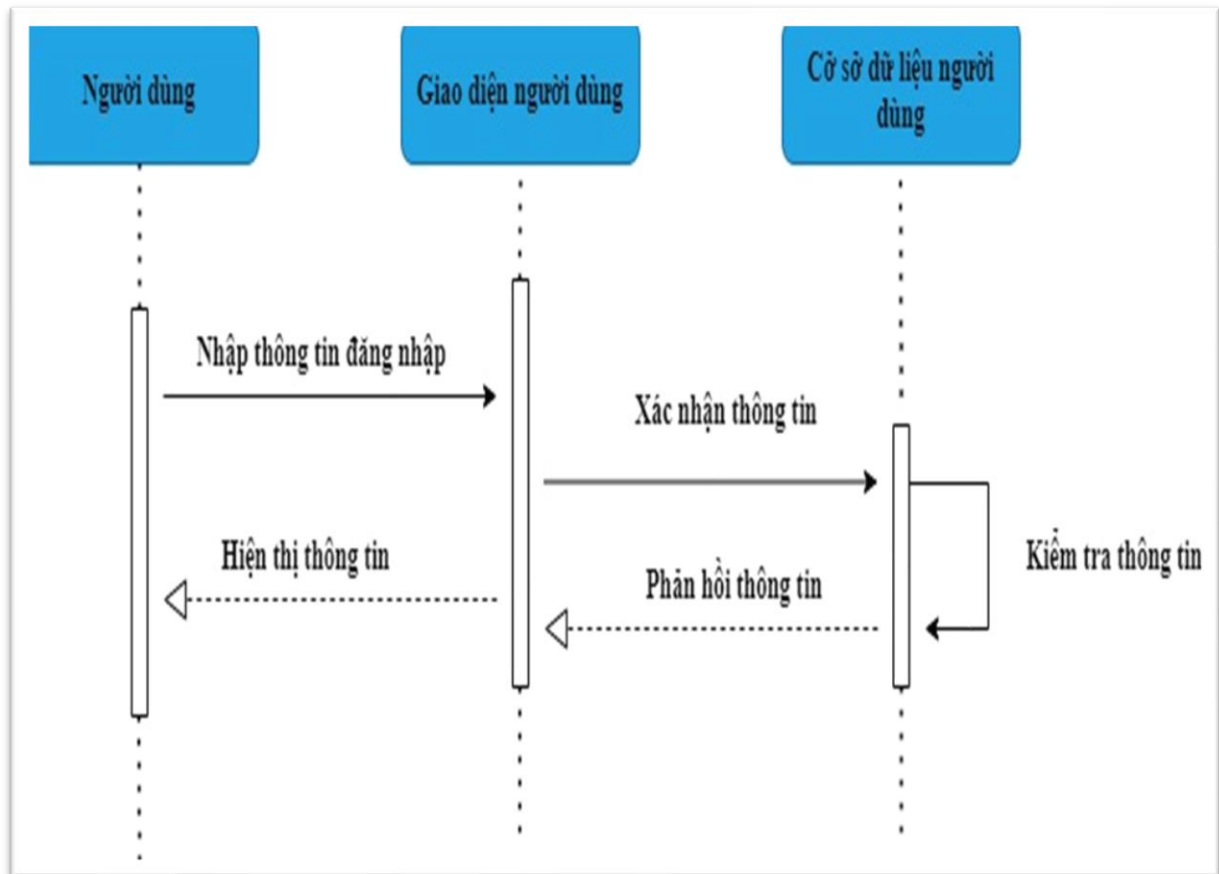 Người dùng
Giao diện người dùng
Cỡ sở dữ liệu người
dùng
Nhập thông tin đăng nhập
Xác nhận thông tin
Kiểm tra thông tin
Hiện thị thông tin
Phản hồi thông tin